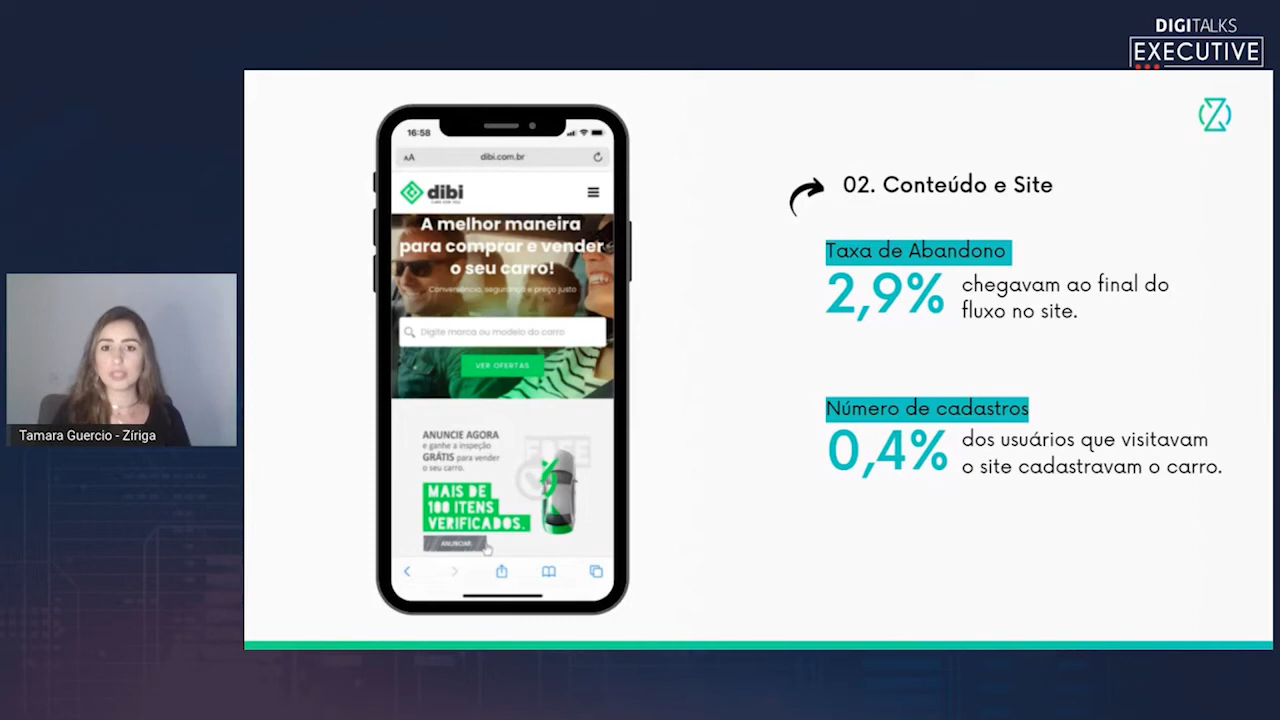 DIGITALKS
EXECUTIVE
16:58
AA
dibi.com.br
dibi
A melhor maneira
para comprar e vender
o seu carro!
Conveniência, segurança e preço justo
Digite marca ou modelo do carro
VER OFERTAS
ANUNCIE AGORA
e ganhe a inspeção
GRÁTIS para vender
o seu carro.
FREE
MAIS DE
100 ITENS
VERIFICADOS.
ANUNCIAR
02. Conteúdo e Site
Taxa de Abandono
2,9% chegavam ao final do
fluxo no site.
Número de cadastros
0,4% dos usuários que visitavam
o site cadastravam o carro.
Tamara Guercio - Zíriga